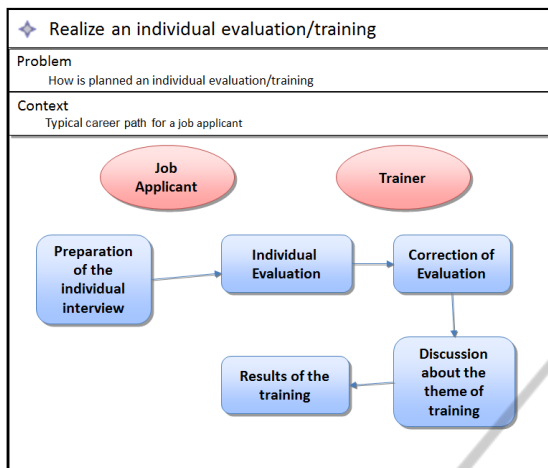 Realize an individual evaluation/training
Problem
How is planned an individual evaluation/training
Context
Typical career path for a job applicant
Job
Applicant
Trainer
Preparation
of the
individual
interview
Individual
Evaluation
Correction of
Evaluation
Results of the
training
Discussion
about the
theme of
training